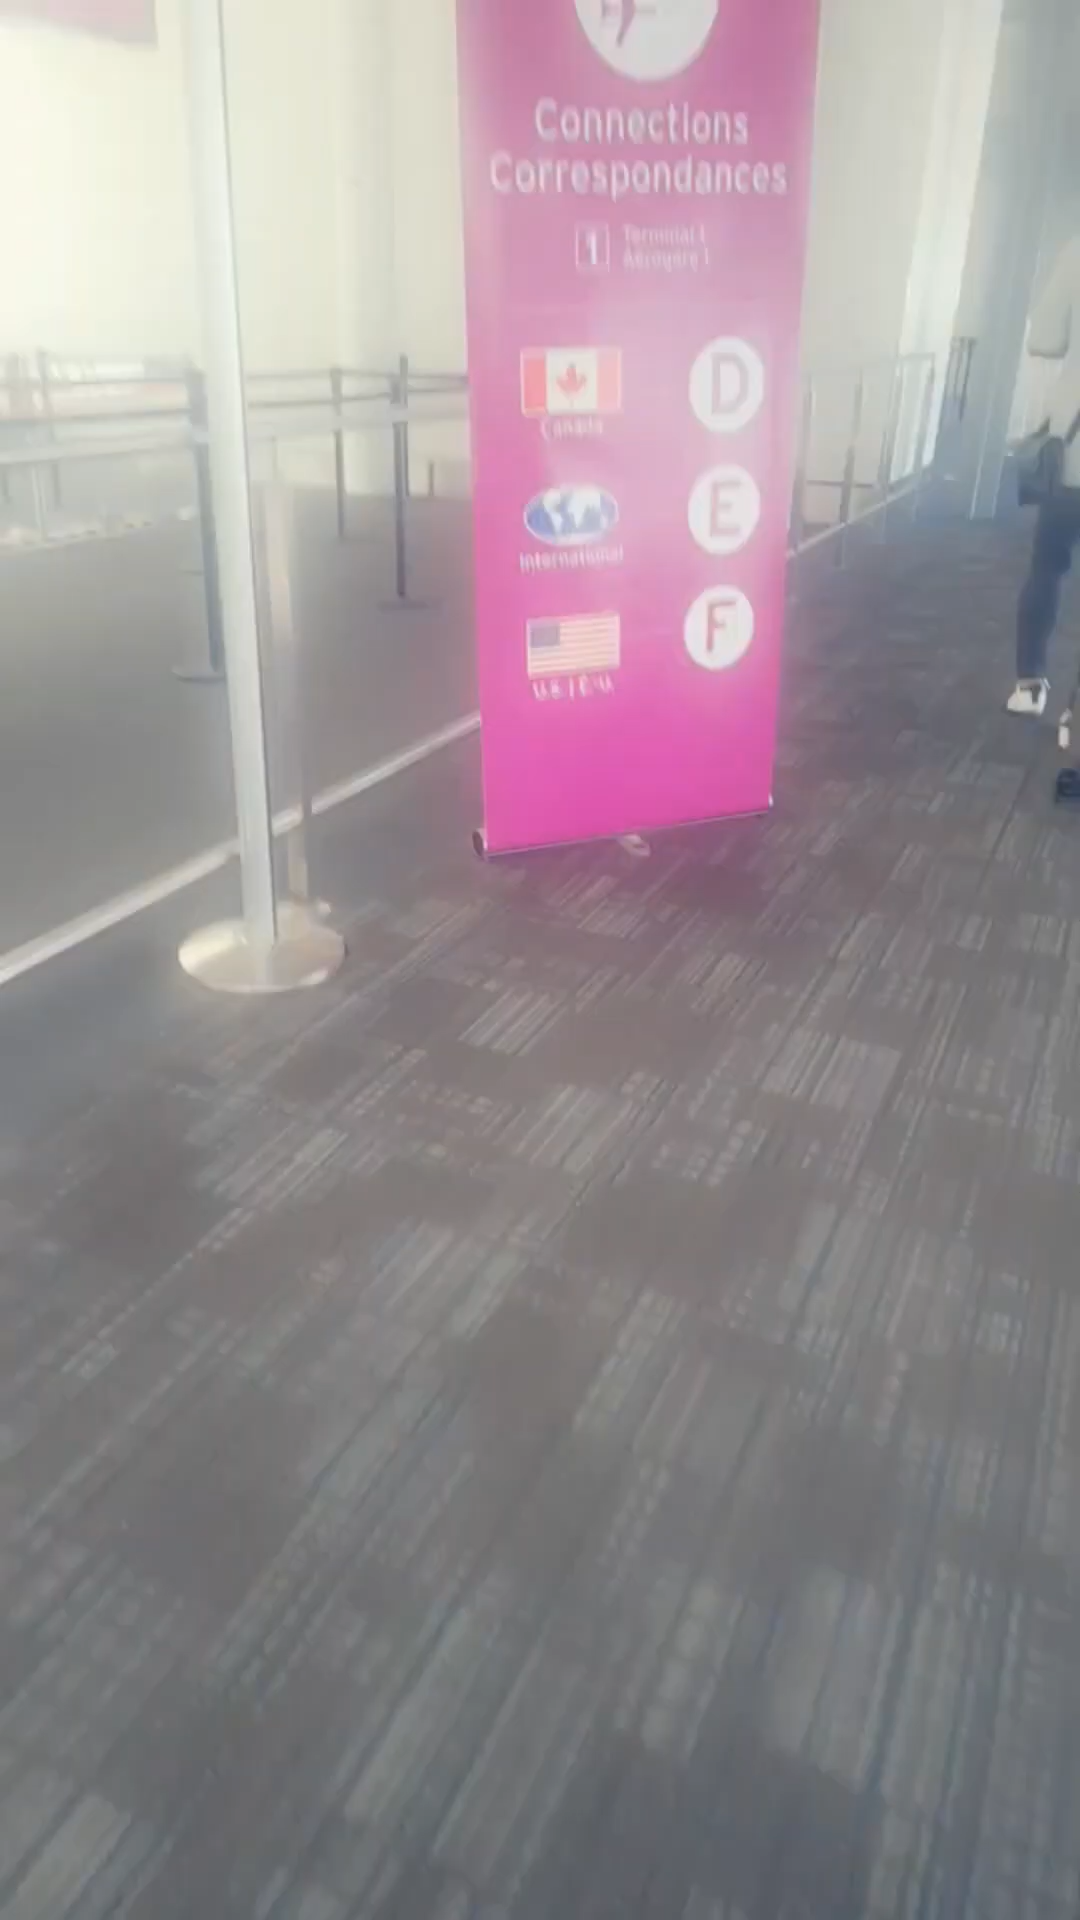 Connections
Correspondances
1
Terminal 1
Aérogare 1
Canada
D
International
E
U.S. / É-U.
F